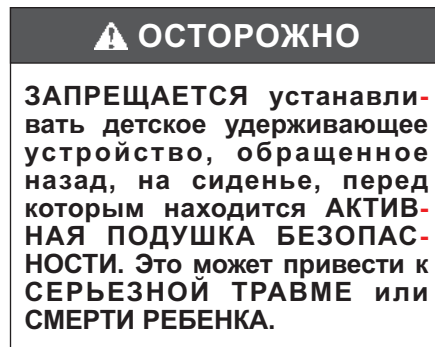 ОСТОРОЖНО
ЗАПРЕЩАЕТСЯ устанавли-
вать детское удерживающее
устройство, обращенное
назад, на сиденье, перед
которым находится АКТИВ-
НАЯ ПОДУШКА БЕЗОПАС-
НОСТИ. Это может привести к
СЕРЬЕЗНОЙ ТРАВМЕ или
СМЕРТИ РЕБЕНКА.